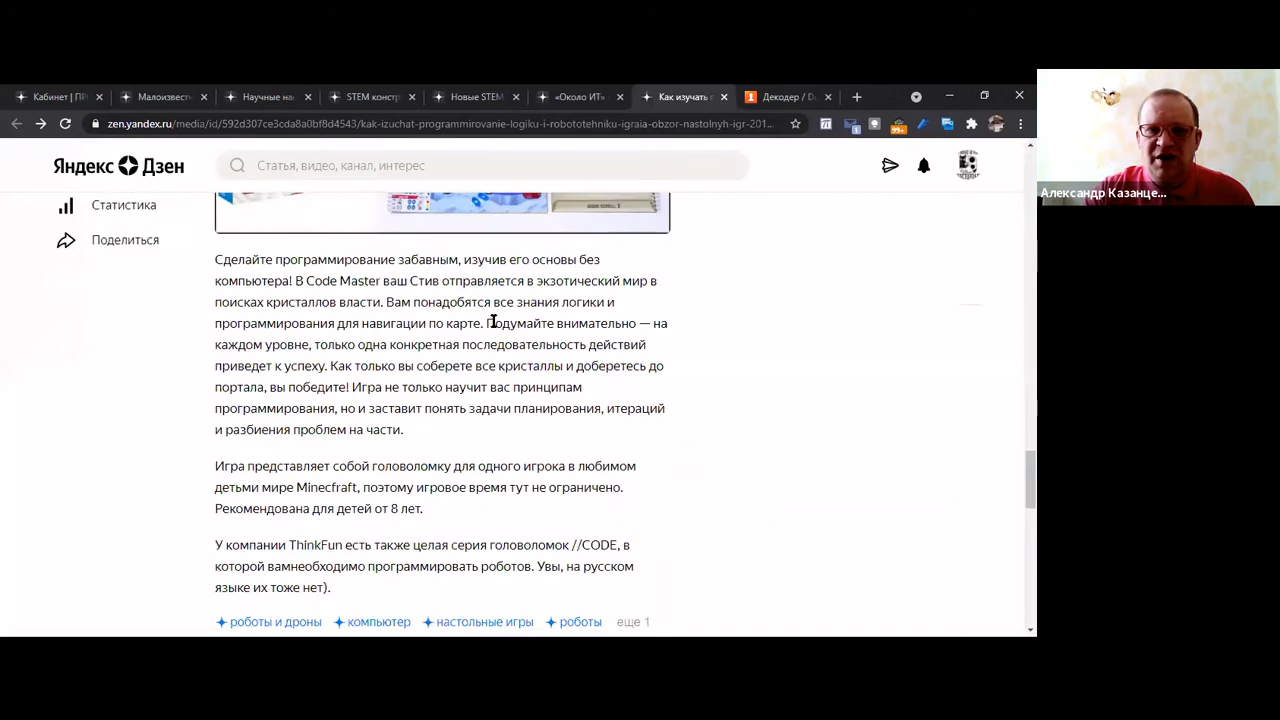 Кабинет | ПР
Малоизвест
Научные на
STEM констр
Новые STEM
«Около ИТ» -
Как изучать п
Декодер / D
zen.yandex.ru/media/id/592d307ce3cda8a0bf8d4543/kak-izuchat-programmirovanie-logiku-i-robototehniku-igraia-obzor-nastolnyh-igr-201...
99+
Яндекс Дзен
Статья, видео, канал, интерес
Статистика
Поделиться
Александр Казанце...
Сделайте программирование забавным, изучив его основы без
компьютера! В Code Master ваш Стив отправляется в экзотический мир в
поисках кристаллов власти. Вам понадобятся все знания логики и
программирования для навигации по карте. Подумайте внимательно — на
каждом уровне, только одна конкретная последовательность действий
приведет к успеху. Как только вы соберете все кристаллы и доберетесь до
портала, вы победите! Игра не только научит вас принципам
программирования, но и заставит понять задачи планирования, итераций
и разбиения проблем на части.
Игра представляет собой головоломку для одного игрока в любимом
детьми мире Minecfraft, поэтому игровое время тут не ограничено.
Рекомендована для детей от 8 лет.
У компании ThinkFun есть также целая серия головоломок //CODE, в
которой вамнеобходимо программировать роботов. Увы, на русском
языке их тоже нет).
роботы и дроны компьютер настольные игры роботы еще 1